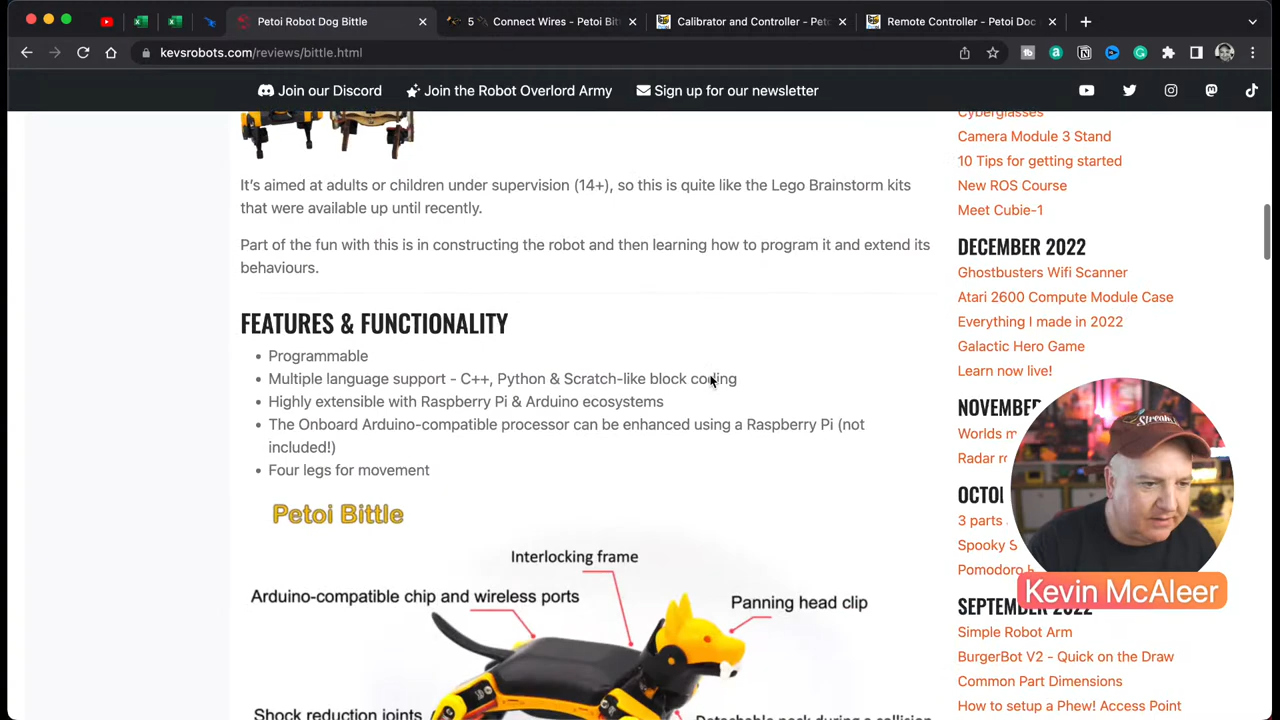 Petoi Robot Dog Bittle
5
Connect Wires - Petoi Bit
Calibrator and Controller - Peto
Remote Controller - Petoi Doc
kevsrobots.com/reviews/bittle.html
Join our Discord
Join the Robot Overlord Army
Sign up for our newsletter
It's aimed at adults or children under supervision (14+), so this is quite like the Lego Brainstorm kits
that were available up until recently.
Part of the fun with this is in constructing the robot and then learning how to program it and extend its
behaviours.
FEATURES & FUNCTIONALITY
• Programmable
• Multiple language support - C++, Python & Scratch-like block coding
• Highly extensible with Raspberry Pi & Arduino ecosystems
• The Onboard Arduino-compatible processor can be enhanced using a Raspberry Pi (not
included!)
• Four legs for movement
Petoi Bittle
Interlocking frame
Arduino-compatible chip and wireless ports
Panning head clip
Shock reduction joints
Detachable neck during a collision
Cyberglasses
Camera Module 3 Stand
10 Tips for getting started
New ROS Course
Meet Cubie-1
DECEMBER 2022
Ghostbusters Wifi Scanner
Atari 2600 Compute Module Case
Everything I made in 2022
Galactic Hero Game
Learn now live!
NOVEMBER
Worlds m
Radar ro
OCTO
3 parts
Spooky S
Pomodoro
Kevin McAleer
SEPTEMBER 2022
Simple Robot Arm
BurgerBot V2 - Quick on the Draw
Common Part Dimensions
How to setup a Phew! Access Point